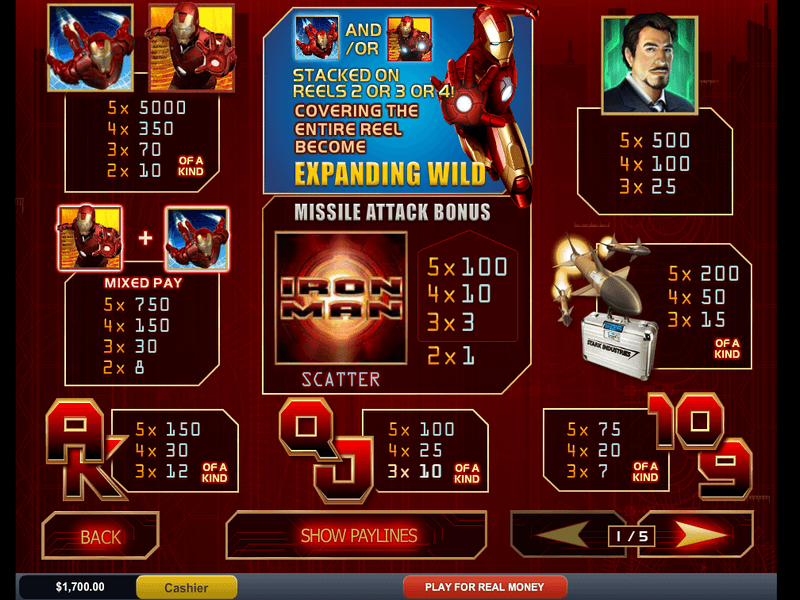 5x 5000
4x 350
3x 70
2x 10
OF A
KIND
AND
/OR
STACKED ON
REELS 2 OR 3 OR 4!
COVERING THE
ENTIRE REEL
BECOME
EXPANDING WILD
5x 500
4x 100
3x 25
+
MIXED PAY
5x 750
4x 150
3x 30
2x 8
MISSILE ATTACK BONUS
IRON
MAN
SCATTER
5x 100
4x 10
3x 3
2x 1
STARK INDUSTRIES
5x 200
4x 50
3x 15
OF A
KIND
A
K
5x 150
4x 30
3x 12
OF A
KIND
Q
J
5x 100
4x 25
3x 10
OF A
KIND
5x 75
4x 20
3x 7
OF A
KIND
10
9
BACK
SHOW PAYLINES
1/5
$1,700.00
Cashier
PLAY FOR REAL MONEY